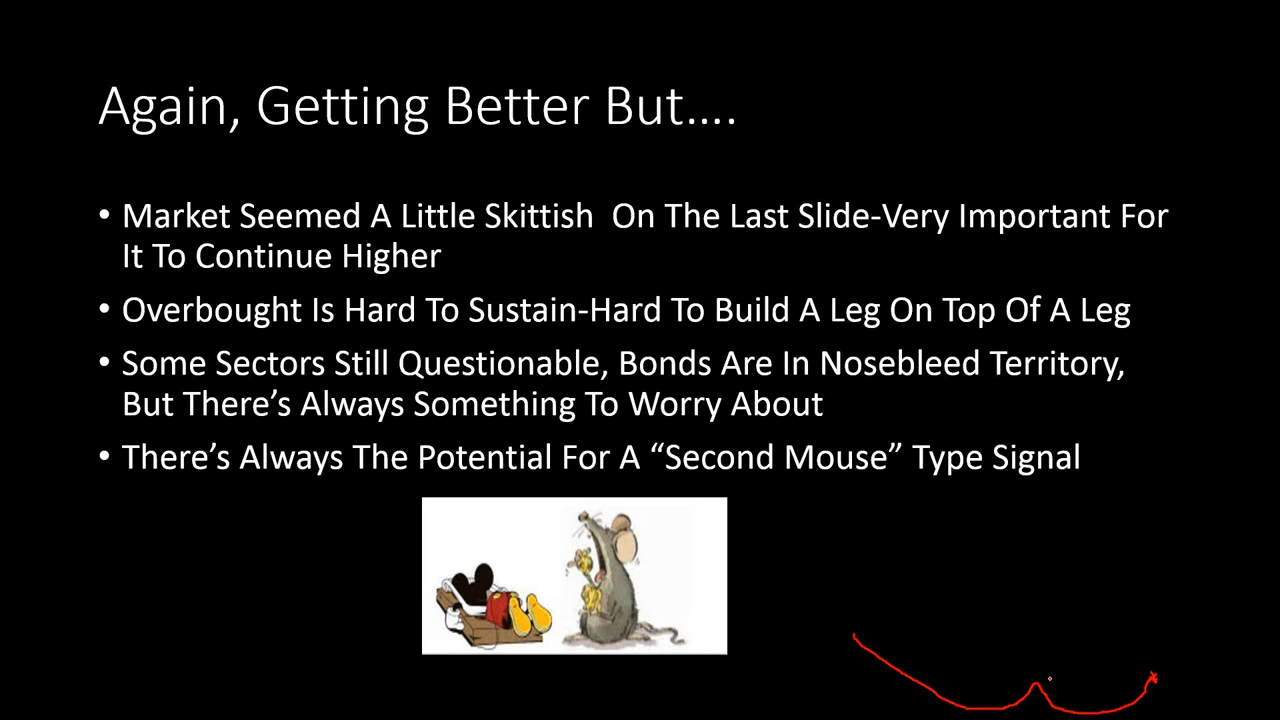 Again, Getting Better But....
• Market Seemed A Little Skittish  On The Last Slide-Very Important For
It To Continue Higher
• Overbought Is Hard To Sustain-Hard To Build A Leg On Top Of A Leg
• Some Sectors Still Questionable, Bonds Are In Nosebleed Territory,
But There’s Always Something To Worry About
• There’s Always The Potential For A “Second Mouse” Type Signal